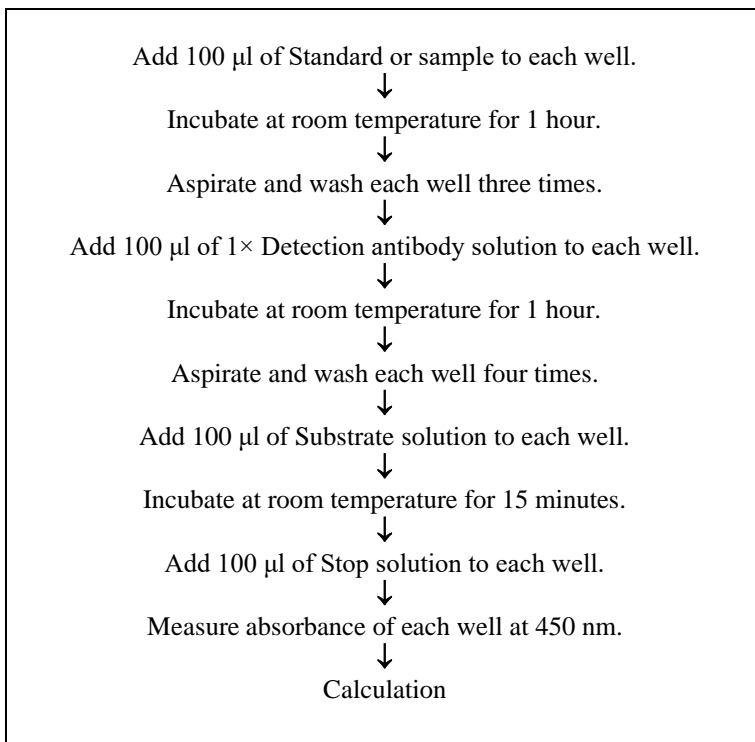 Add 100 μl of Standard or sample to each well.
↓
Incubate at room temperature for 1 hour.
↓
Aspirate and wash each well three times.
↓
Add 100 μl of 1× Detection antibody solution to each well.
↓
Incubate at room temperature for 1 hour.
↓
Aspirate and wash each well four times.
↓
Add 100 μl of Substrate solution to each well.
↓
Incubate at room temperature for 15 minutes.
↓
Add 100 μl of Stop solution to each well.
↓
Measure absorbance of each well at 450 nm.
↓
Calculation